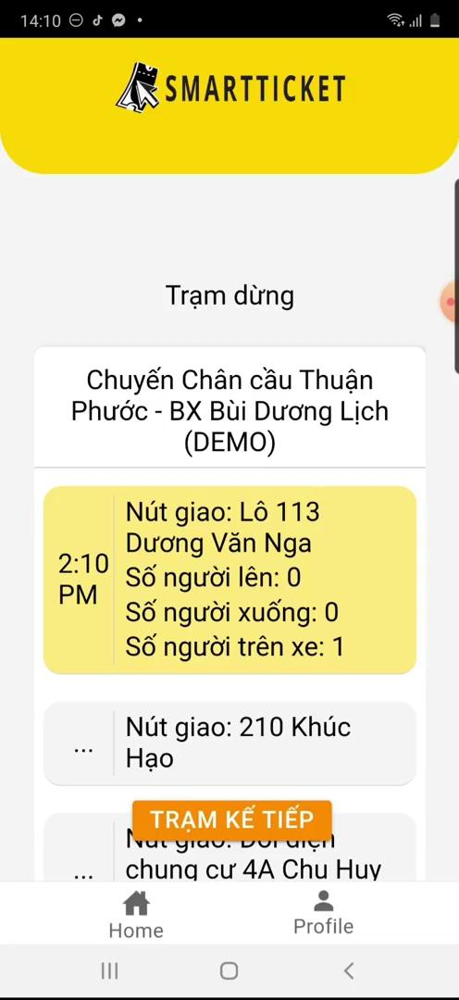 14:10
SMARTTICKET
Trạm dừng
Chuyến Chân cầu Thuận
Phước - BX Bùi Dương Lịch
(DEMO)
2:10
PM
Nút giao: Lô 113
Dương Văn Nga
Số người lên: 0
Số người xuống: 0
Số người trên xe: 1
...
Nút giao: 210 Khúc
Hạo
TRẠM KẾ TIẾP
Nút giao: Đối diện
...
chung cư 4A Chu Huy
Home
Profile